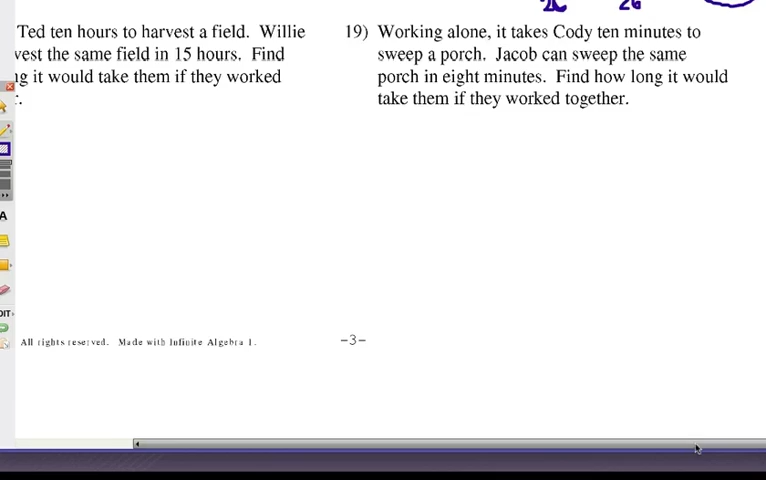 Ted ten hours to harvest a field. Willie
vest the same field in 15 hours. Find
ng it would take them if they worked
19) Working alone, it takes Cody ten minutes to
sweep a porch. Jacob can sweep the same
porch in eight minutes. Find how long it would
take them if they worked together.
A
All rights reserved. Made with Infinite Algebra 1.
-3-